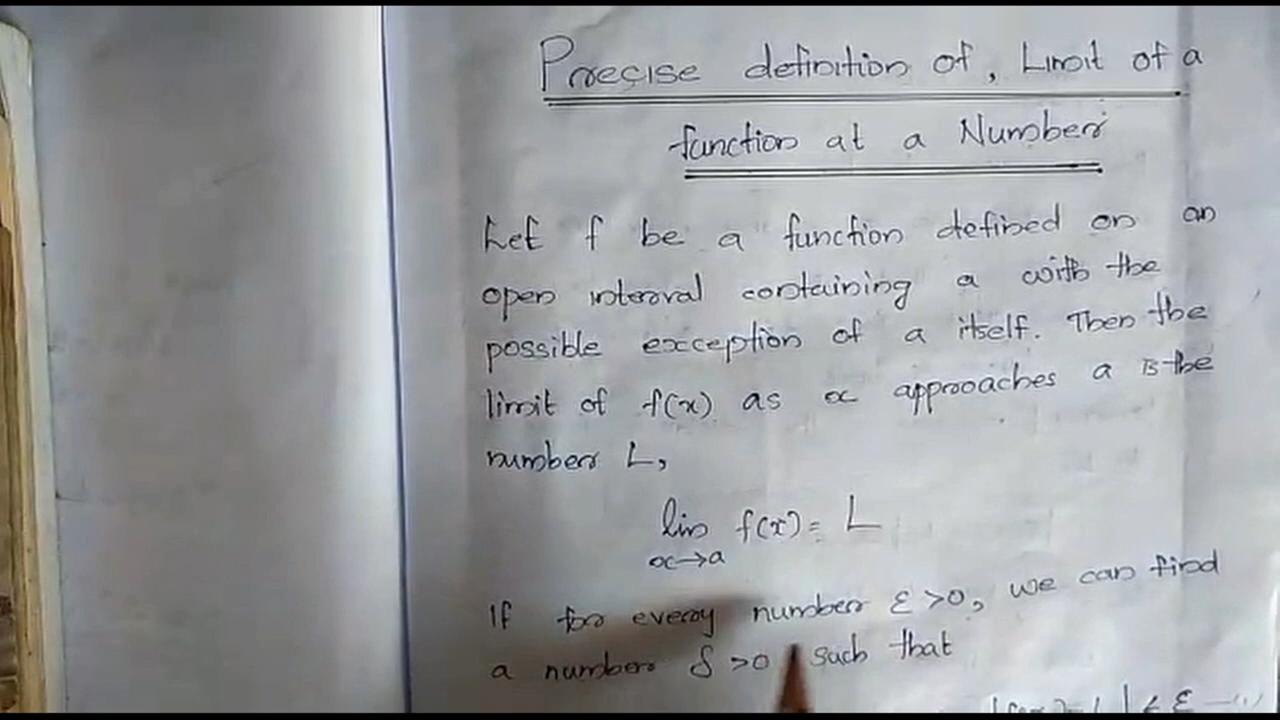 Precise definition of, Limit of a
function at a Number
Let f be a function defined on an
open interval containing a with the
possible exception of a itself. Then the
limit of f(x) as x approaches a is the
number L,
lim f(x) = L
x→a
If for every number ε >0, we can find
a number δ >0 such that
|f(x)-L| < ε —(1)